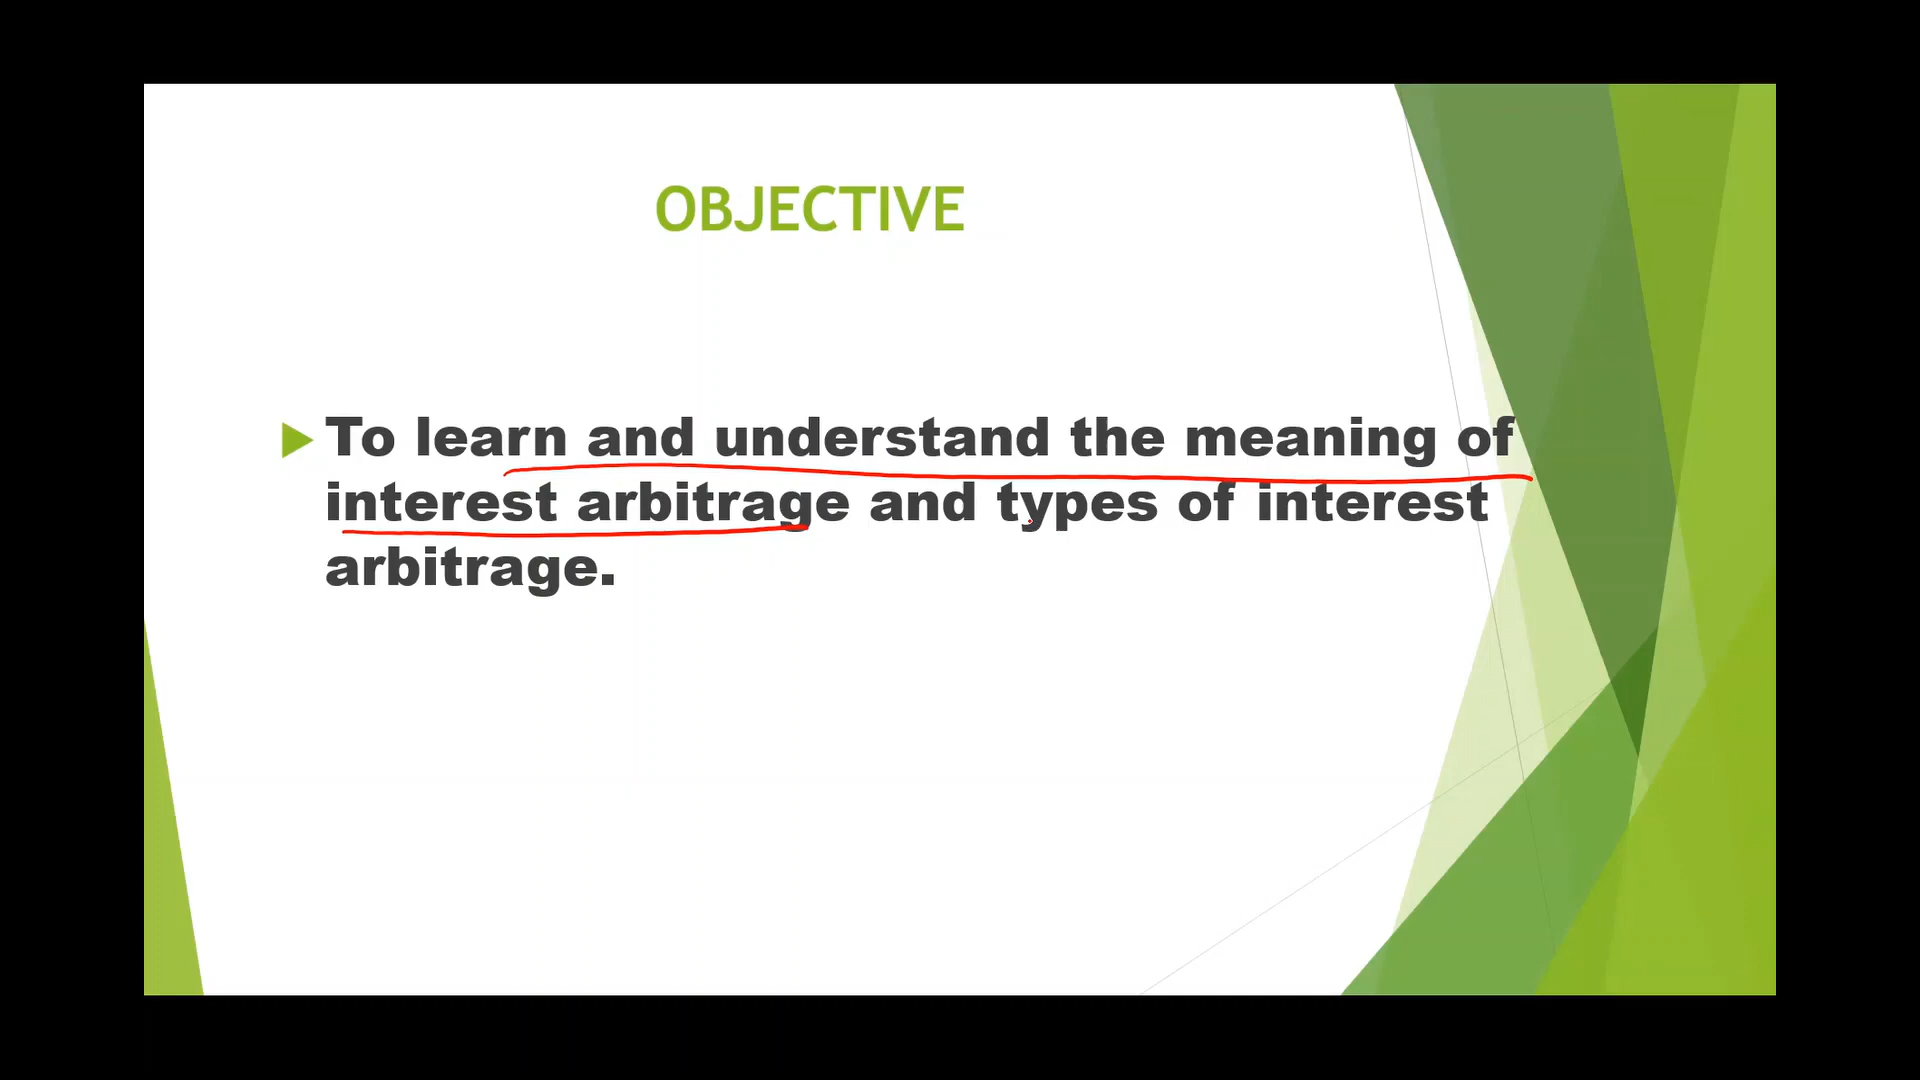 OBJECTIVE
To learn and understand the meaning of
interest arbitrage and types of interest
arbitrage.